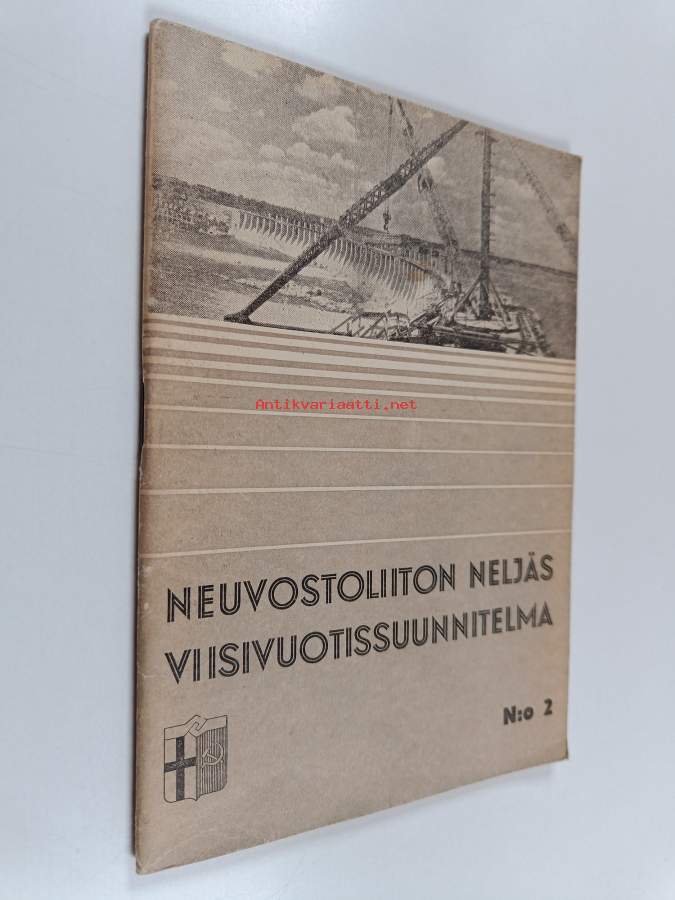 Antikvariaatti.net
NEUVOSTOLIITON NELJÄS
VIISIVUOTISSUUNNITELMA
N:o 2